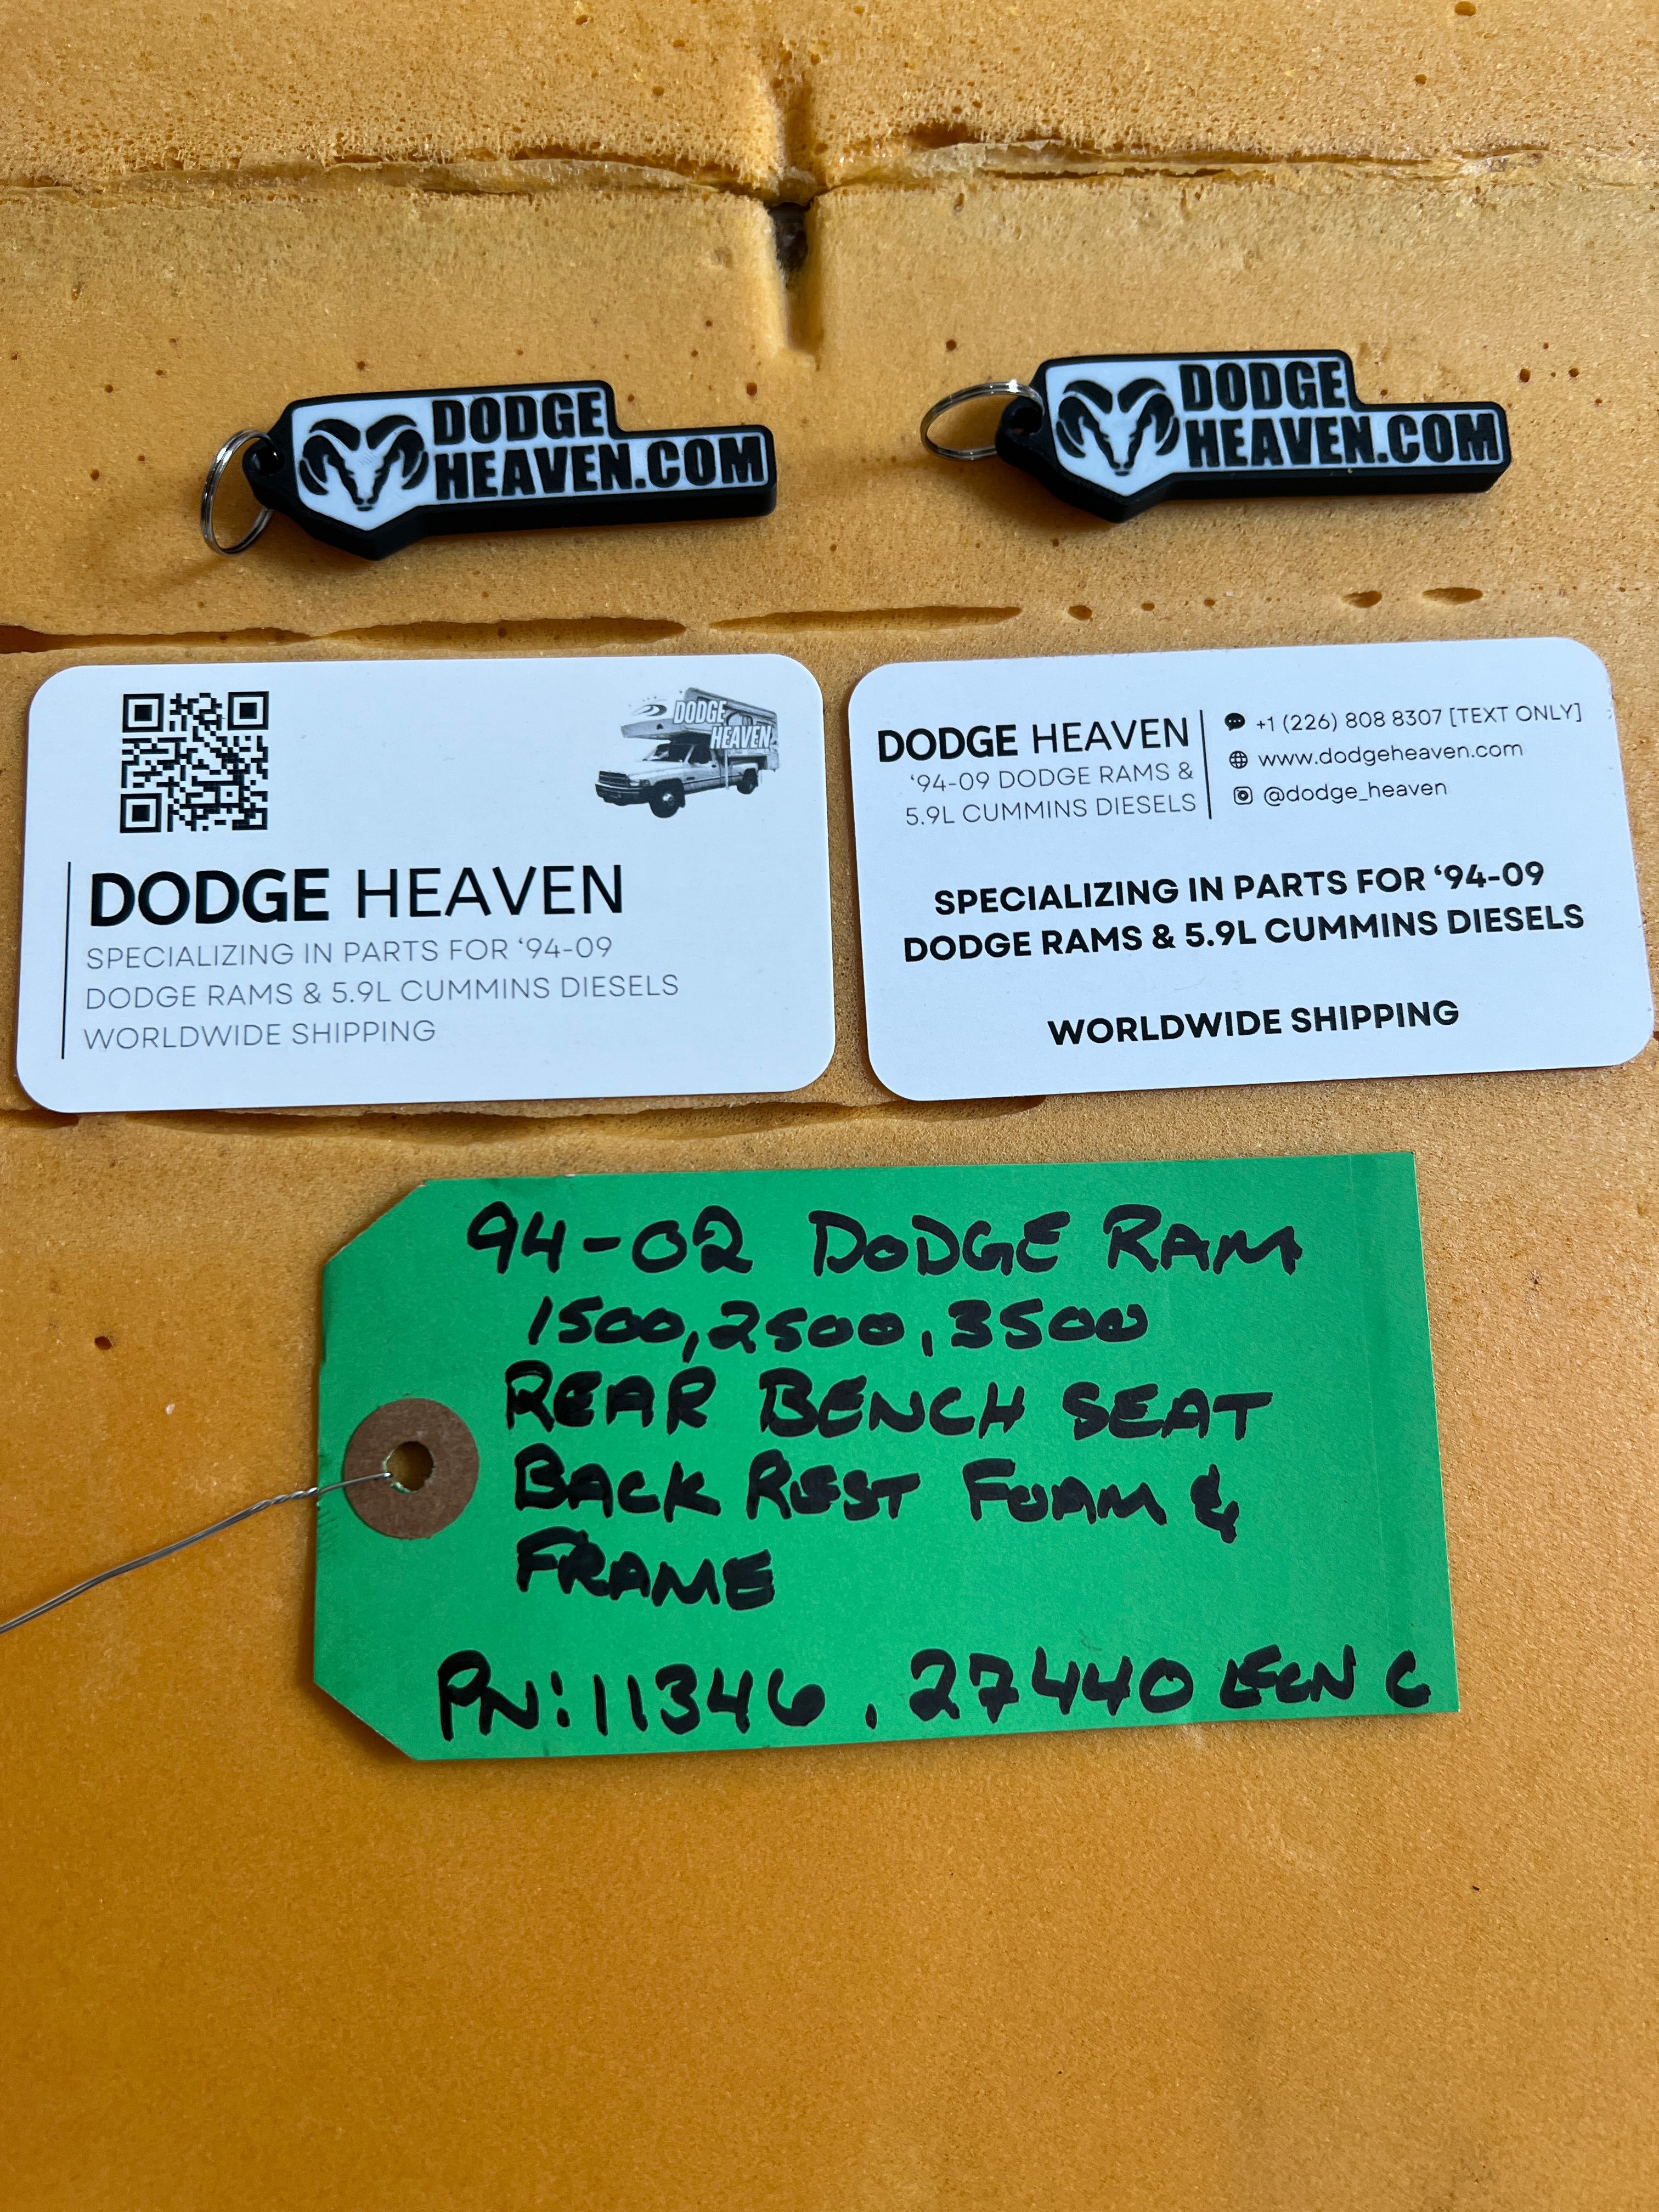 DODGE
HEAVEN.COM
DODGE
HEAVEN.COM
DODGE
HEAVEN
DODGE HEAVEN
SPECIALIZING IN PARTS FOR ‘94-09
DODGE RAMS & 5.9L CUMMINS DIESELS
WORLDWIDE SHIPPING
DODGE HEAVEN
‘94-09 DODGE RAMS &
5.9L CUMMINS DIESELS
+1 (226) 808 8307 [TEXT ONLY]
www.dodgeheaven.com
@dodge_heaven
SPECIALIZING IN PARTS FOR ‘94-09
DODGE RAMS & 5.9L CUMMINS DIESELS
WORLDWIDE SHIPPING
94-02 DODGE RAM
1500, 2500, 3500
REAR BENCH SEAT
BACK REST FOAM &
FRAME
PN: 11346, 27440 ECN C